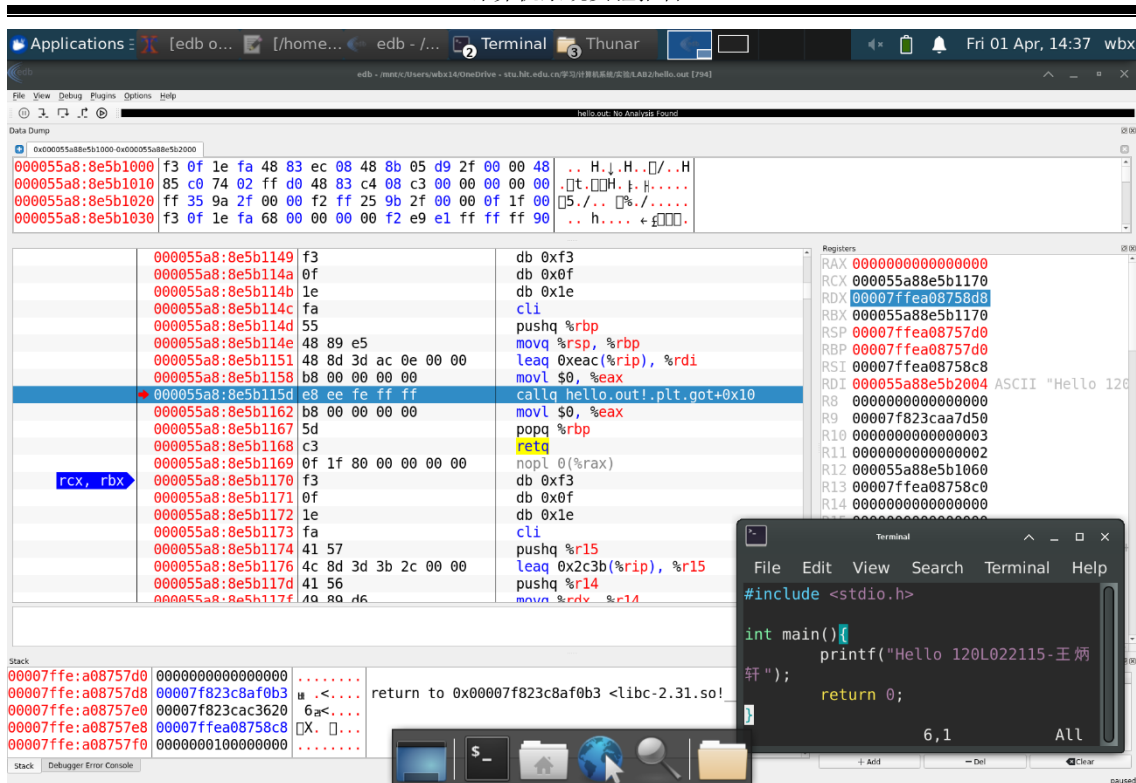 Applications [edb o... [/home... edb - /... 2 Terminal 3 Thunar Fri 01 Apr, 14:37 wbx
edb edb - /mnt/c/Users/wbx14/OneDrive - stu.hit.edu.cn/学习/计算机系统/实验/LAB2/hello.out [794]
File View Debug Plugins Options Help
hello.out: No Analysis Found
Data Dump
0x000055a88e5b1000-0x000055a88e5b2000
000055a8:8e5b1000 f3 0f 1e fa 48 83 ec 08 48 8b 05 d9 2f 00 00 48 .. H.↓.H../..H
000055a8:8e5b1010 85 c0 74 02 ff d0 48 83 c4 08 c3 00 00 00 00 00
000055a8:8e5b1020 ff 35 9a 2f 00 00 f2 ff 25 9b 2f 00 00 0f 1f 00
000055a8:8e5b1030 f3 0f 1e fa 68 00 00 00 00 f2 e9 e1 ff ff ff 90
000055a8:8e5b1149 f3 db 0xf3
000055a8:8e5b114a 0f db 0x0f
000055a8:8e5b114b 1e db 0x1e
000055a8:8e5b114c fa cli
000055a8:8e5b114d 55 pushq %rbp
000055a8:8e5b114e 48 89 e5 movq %rsp, %rbp
000055a8:8e5b1151 48 8d 3d ac 0e 00 00 leaq 0xeac(%rip), %rdi
000055a8:8e5b1158 b8 00 00 00 00 movl $0, %eax
000055a8:8e5b115d e8 ee fe ff ff callq hello.out!.plt.got+0x10
000055a8:8e5b1162 b8 00 00 00 00 movl $0, %eax
000055a8:8e5b1167 5d popq %rbp
000055a8:8e5b1168 c3 retq
000055a8:8e5b1169 0f 1f 80 00 00 00 00 nopl 0(%rax)
rcx, rbx 000055a8:8e5b1170 f3 db 0xf3
000055a8:8e5b1171 0f db 0x0f
000055a8:8e5b1172 1e db 0x1e
000055a8:8e5b1173 fa cli
000055a8:8e5b1174 41 57 pushq %r15
000055a8:8e5b1176 4c 8d 3d 3b 2c 00 00 leaq 0x2c3b(%rip), %r15
000055a8:8e5b117d 41 56 pushq %r14
000055a8:8e5b117f 49 89 d6 movq %rdx, %r14
Registers
RAX 0000000000000000
RCX 000055a88e5b1170
RDX 00007ffea08758d8
RBX 000055a88e5b1170
RSP 00007ffea08757d0
RBP 00007ffea08757d0
RSI 00007ffea08758c8
RDI 000055a88e5b2004 ASCII "Hello 120
R8 0000000000000000
R9 00007f823caa7d50
R10 0000000000000003
R11 0000000000000002
R12 000055a88e5b1060
R13 00007ffea08758c0
R14 0000000000000000
Terminal
File Edit View Search Terminal Help
#include <stdio.h>
int main(){
printf("Hello 120L022115-王炳
轩");
return 0;
}
6,1 All
Stack
00007ffe:a08757d0 0000000000000000 ........
00007ffe:a08757d8 00007f823c8af0b3 return to 0x00007f823c8af0b3 <libc-2.31.so!
00007ffe:a08757e0 00007f823cac3620
00007ffe:a08757e8 00007ffea08758c8
00007ffe:a08757f0 0000000100000000 ........
Stack Debugger Error Console
+ Add - Del Clear
paused